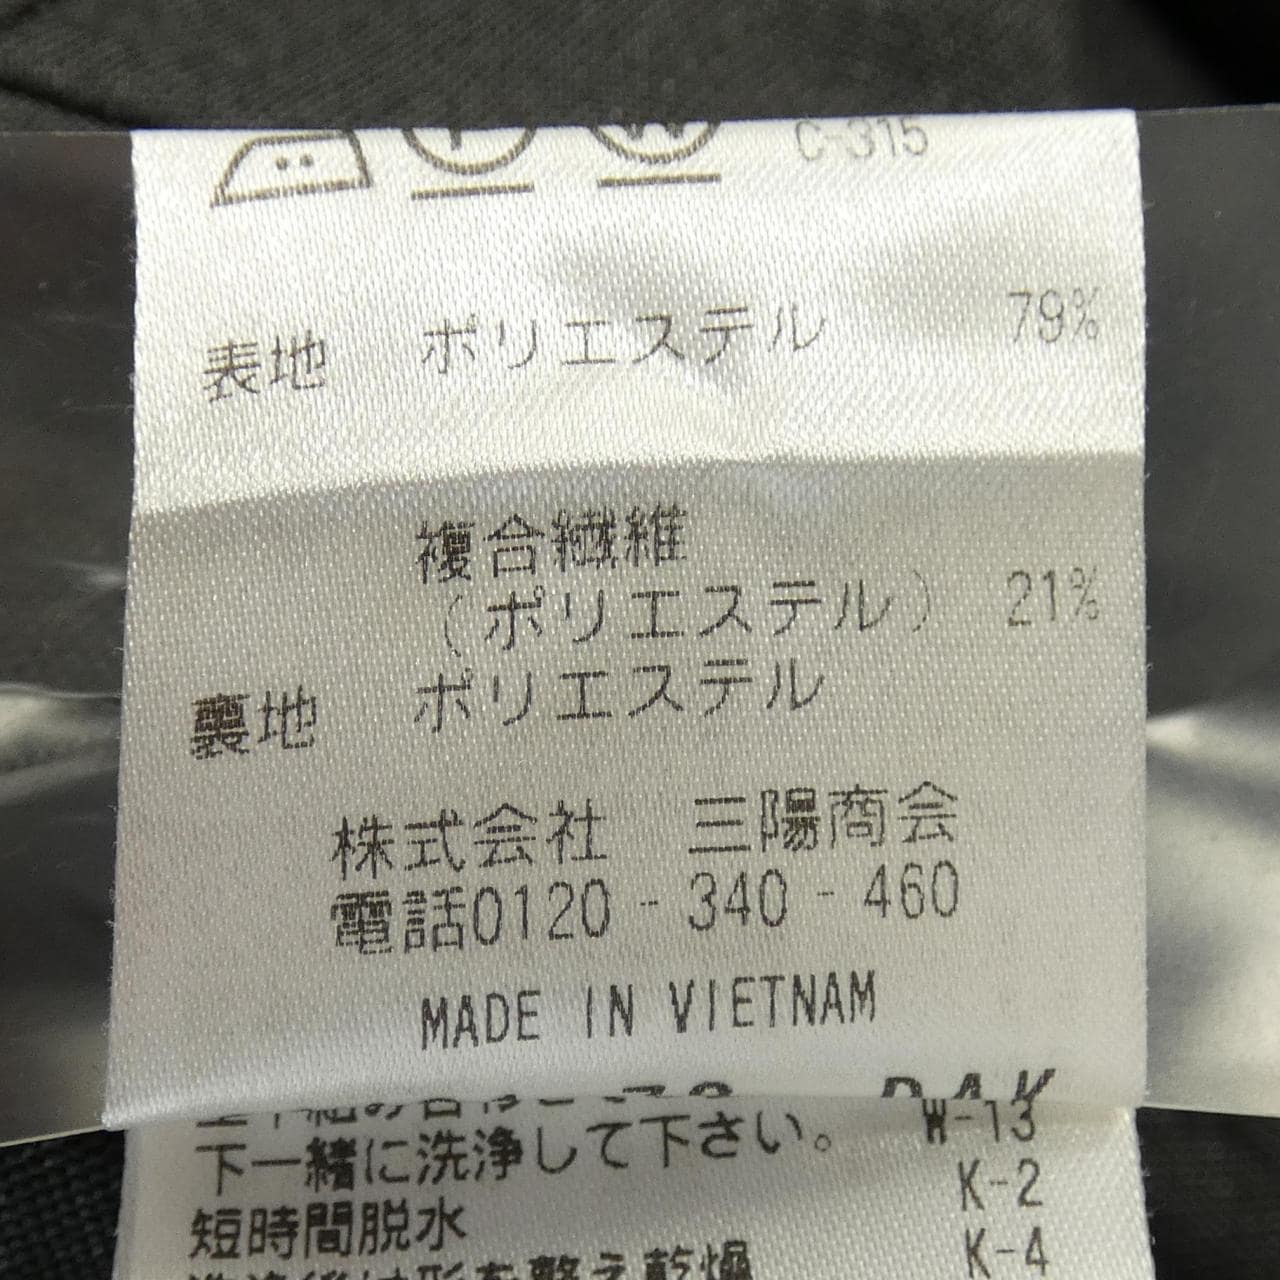 C-315
表地 ポリエステル 79%
複合繊維
(ポリエステル) 21%
裏地 ポリエステル
株式会社 三陽商会
電話0120-340-460
MADE IN VIETNAM
W-13
下一緒に洗浄して下さい。
K-2
短時間脱水
K-4